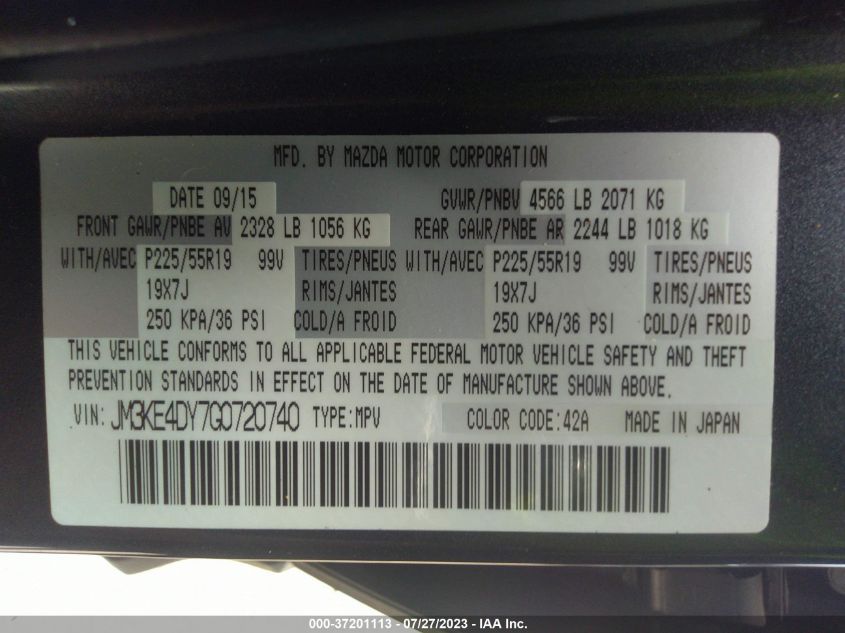 MFD. BY MAZDA MOTOR CORPORATION
DATE 09/15 GVWR/PNBV 4566 LB 2071 KG
FRONT GAWR/PNBE AV 2328 LB 1056 KG REAR GAWR/PNBE AR 2244 LB 1018 KG
WITH/AVEC P225/55R19 99V TIRES/PNEUS WITH/AVEC P225/55R19 99V TIRES/PNEUS
19X7J RIMS/JANTES 19X7J RIMS/JANTES
250 KPA/36 PSI COLD/A FROID 250 KPA/36 PSI COLD/A FROID
THIS VEHICLE CONFORMS TO ALL APPLICABLE FEDERAL MOTOR VEHICLE SAFETY AND THEFT
PREVENTION STANDARDS IN EFFECT ON THE DATE OF MANUFACTURE SHOWN ABOVE.
VIN: JM3KE4DY7G0720740 TYPE:MPV COLOR CODE:42A MADE IN JAPAN
000-37201113 - 07/27/2023 - IAA Inc.